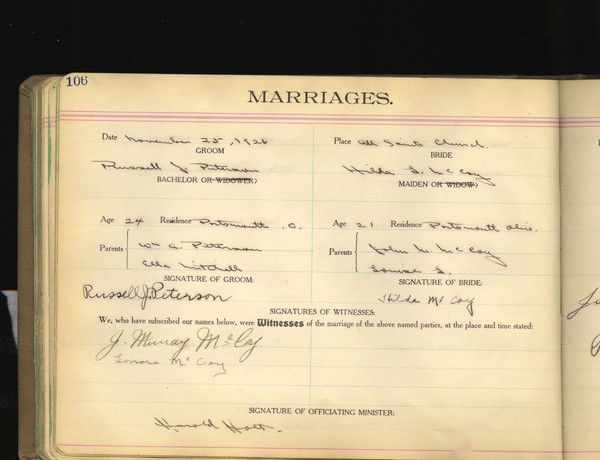 106
MARRIAGES.
Date November 25, 1926 Place All Saints Church.
GROOM BRIDE
Russell J Peterson Hilda L. McCoy
BACHELOR OR WIDOWER? MAIDEN OR WIDOW?
Age 24 Residence Portsmouth, O. Age 21 Residence Portsmouth Ohio.
Parents Wm A. Peterson Parents John M. McCoy
Ella Mitchell Louise L.
SIGNATURE OF GROOM: SIGNATURE OF BRIDE:
Russell J. Peterson Hilda McCoy
SIGNATURES OF WITNESSES:
We, who have subscribed our names below, were Witnesses of the marriage of the above named parties, at the place and time stated:
J. Murray McCoy
Lenore McCoy
SIGNATURE OF OFFICIATING MINISTER:
Harold Holt.